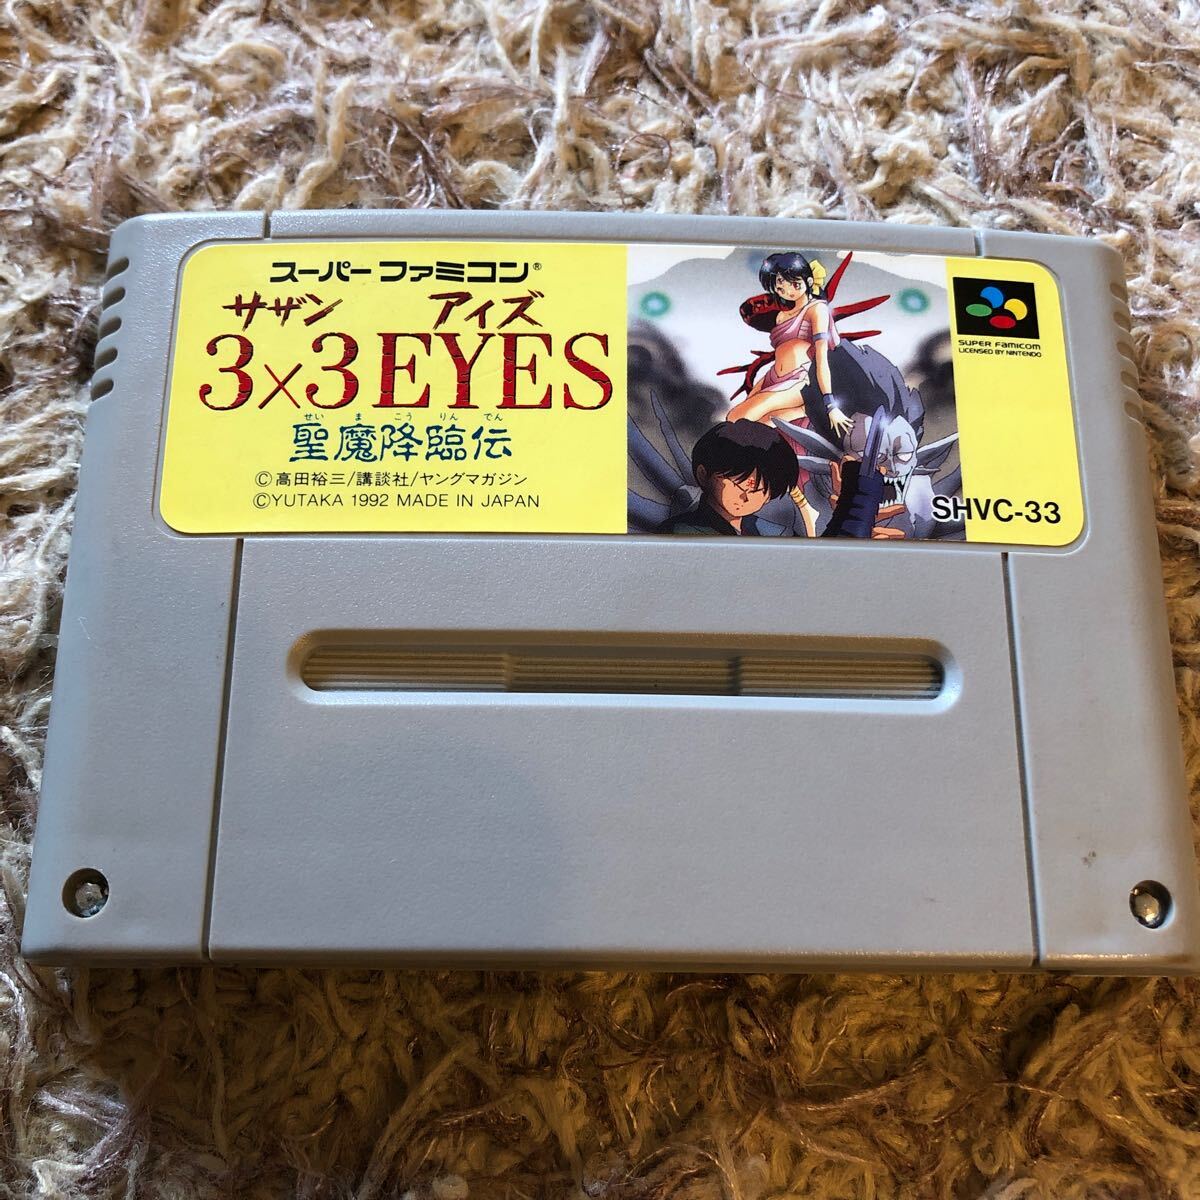 スーパーファミコン®
サザン アイズ
3×3EYES
せいまこうりんでん
聖魔降臨伝
©高田裕三/講談社/ヤングマガジン
©YUTAKA 1992 MADE IN JAPAN
SUPER FAMICOM
LICENSED BY NINTENDO
SHVC-33